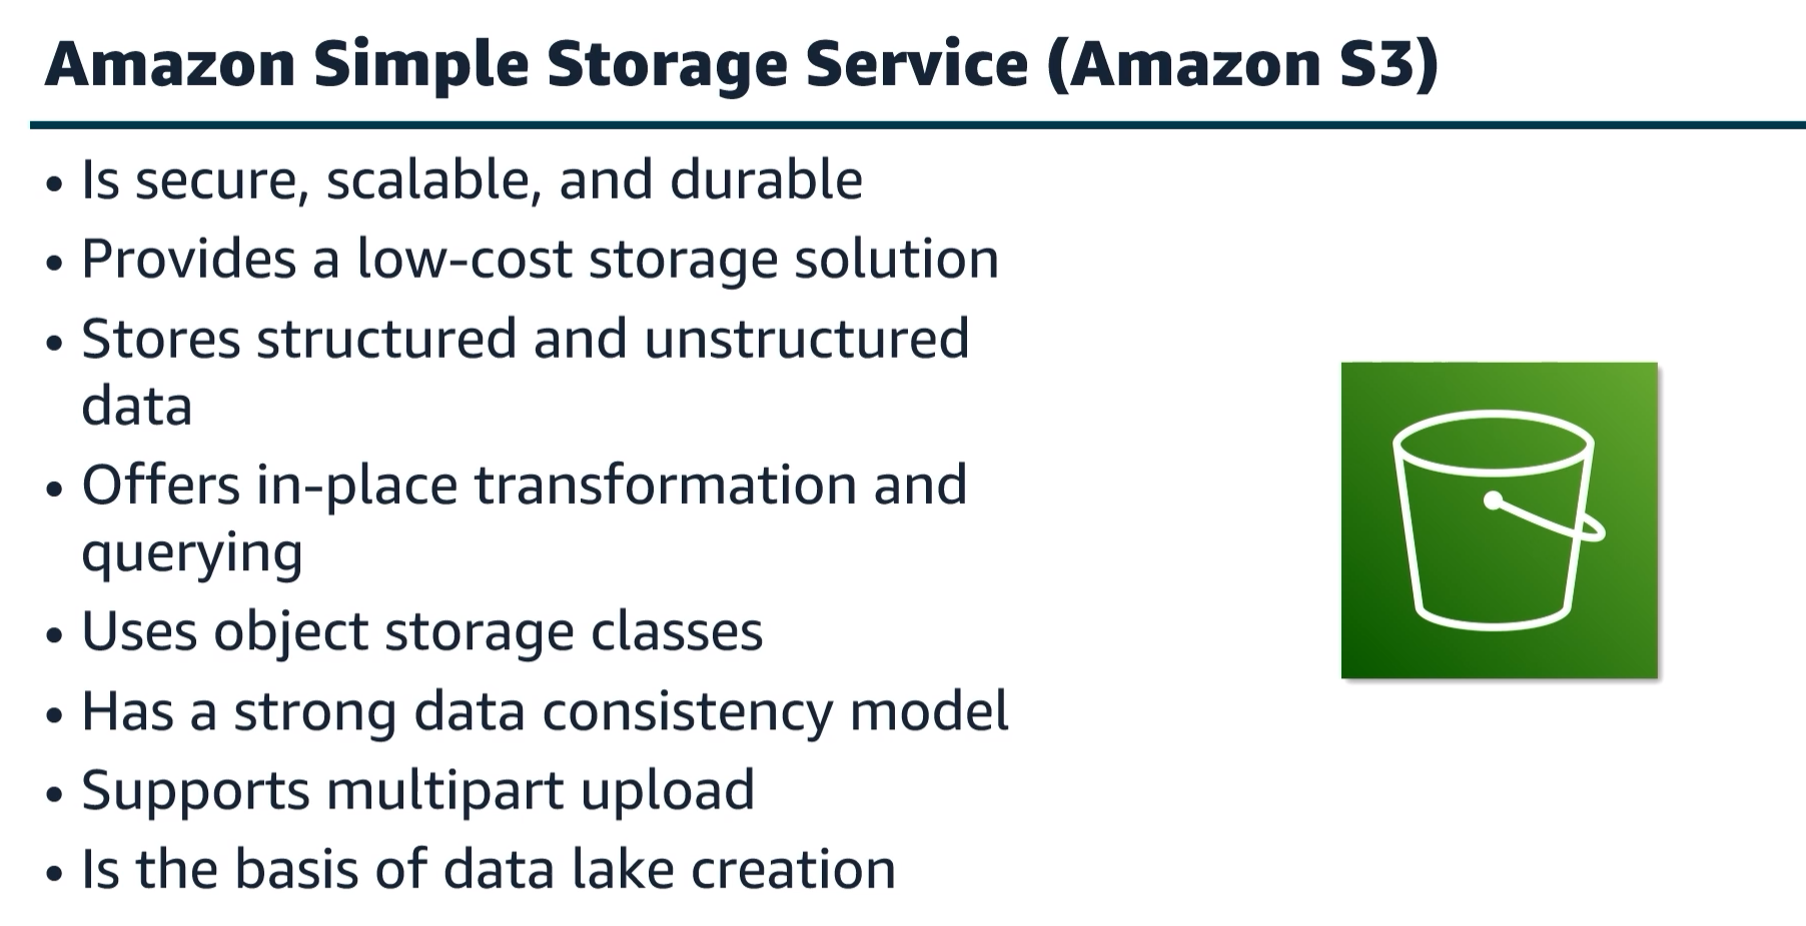 Amazon Simple Storage Service (Amazon S3)
• Is secure, scalable, and durable
• Provides a low-cost storage solution
• Stores structured and unstructured
data
• Offers in-place transformation and
querying
• Uses object storage classes
• Has a strong data consistency model
• Supports multipart upload
• Is the basis of data lake creation